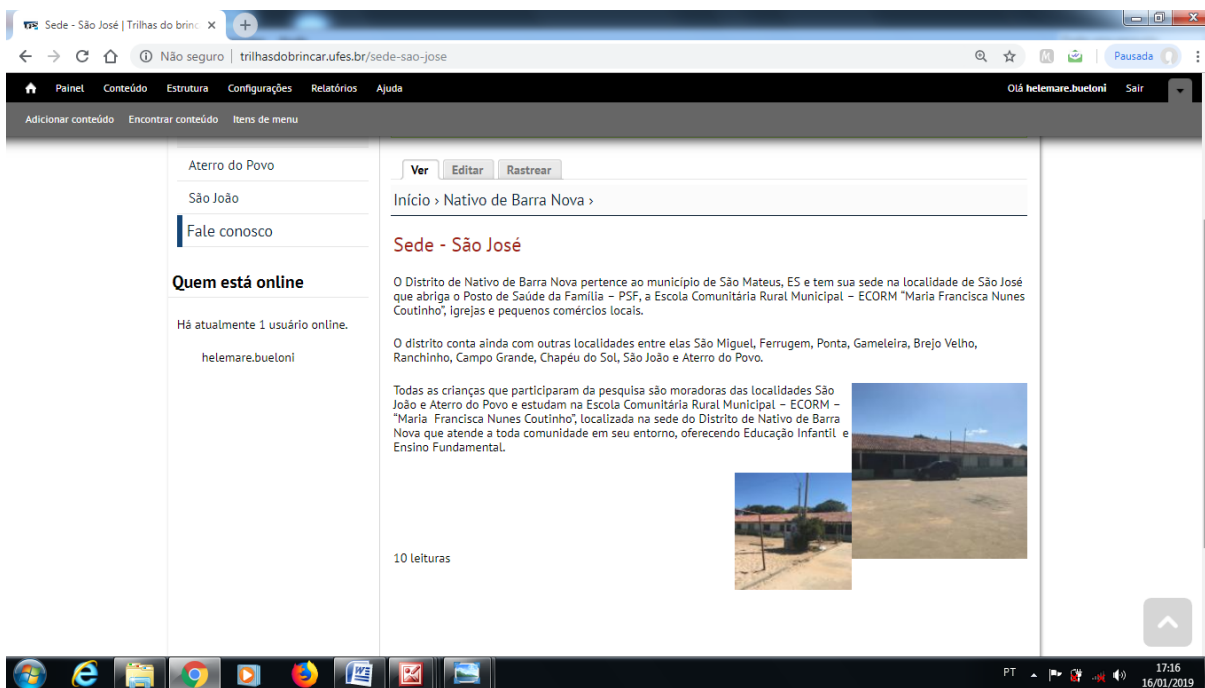 Sede - São José | Trilhas do brinc
Não seguro | trilhasdobrincar.ufes.br/sede-sao-jose
Pausada
Painel Conteúdo Estrutura Configurações Relatórios Ajuda
Olá helemare.bueloni Sair
Adicionar conteúdo Encontrar conteúdo Itens de menu
Aterro do Povo
São João
Fale conosco
Quem está online
Há atualmente 1 usuário online.
helemare.bueloni
Ver Editar Rastrear
Início › Nativo de Barra Nova ›
Sede - São José
O Distrito de Nativo de Barra Nova pertence ao município de São Mateus, ES e tem sua sede na localidade de São José
que abriga o Posto de Saúde da Família – PSF, a Escola Comunitária Rural Municipal – ECORM “Maria Francisca Nunes
Coutinho”, igrejas e pequenos comércios locais.
O distrito conta ainda com outras localidades entre elas São Miguel, Ferrugem, Ponta, Gameleira, Brejo Velho,
Ranchinho, Campo Grande, Chapéu do Sol, São João e Aterro do Povo.
Todas as crianças que participaram da pesquisa são moradoras das localidades São
João e Aterro do Povo e estudam na Escola Comunitária Rural Municipal – ECORM –
“Maria Francisca Nunes Coutinho”, localizada na sede do Distrito de Nativo de Barra
Nova que atende a toda comunidade em seu entorno, oferecendo Educação Infantil e
Ensino Fundamental.
10 leituras
PT
17:16
16/01/2019